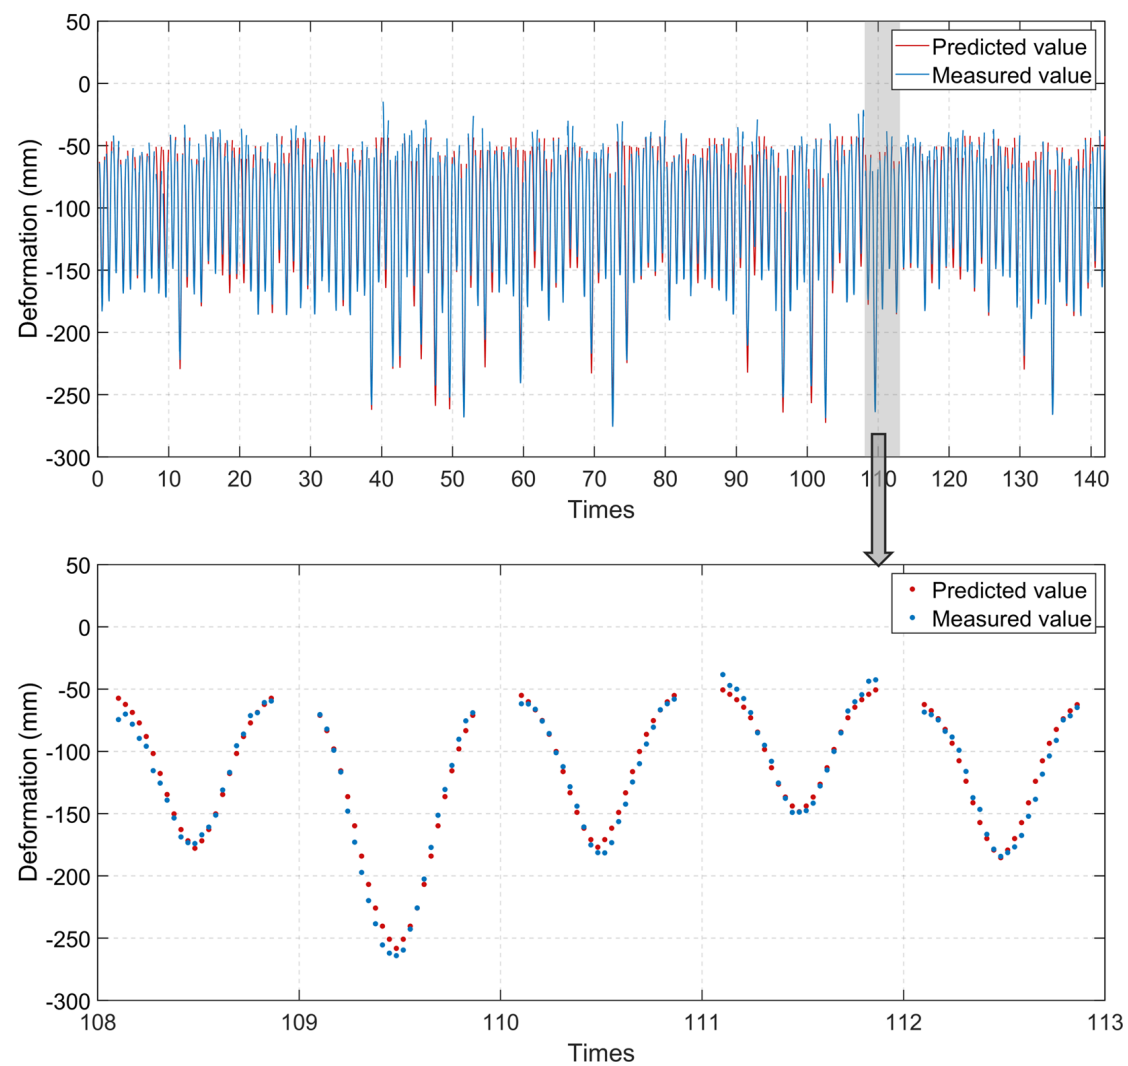 50
0
-50
-100
-150
-200
-250
-300
Deformation (mm)
Predicted value
Measured value
0 10 20 30 40 50 60 70 80 90 100 110 120 130 140
Times
50
0
-50
-100
-150
-200
-250
-300
Deformation (mm)
Predicted value
Measured value
108 109 110 111 112 113
Times